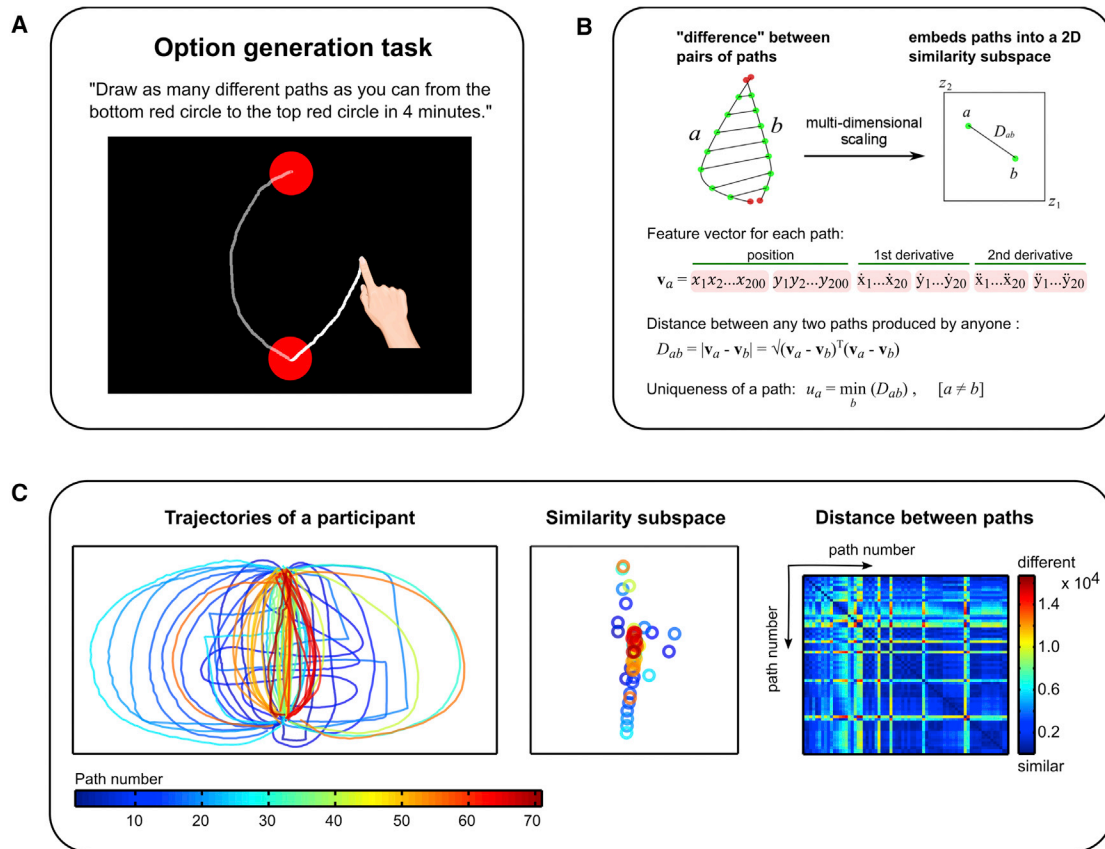 A
Option generation task
"Draw as many different paths as you can from the
bottom red circle to the top red circle in 4 minutes."
B
"difference" between
pairs of paths
embeds paths into a 2D
similarity subspace
a
b
multi-dimensional
scaling
z₂
a
Dab
b
z₁
Feature vector for each path:
position
1st derivative
2nd derivative
vₐ = x₁x₂...x₂₀₀ y₁y₂...y₂₀₀ ẋ₁...ẋ₂₀ ẏ₁...ẏ₂₀ ẍ₁...ẍ₂₀ ÿ₁...ÿ₂₀
Distance between any two paths produced by anyone :
Dab = |va - vb| = √(va - vb)ᵀ(va - vb)
Uniqueness of a path: ua = min (Dab) , [a ≠ b]
b
C
Trajectories of a participant
Similarity subspace
Distance between paths
path number
path number
different
x 10⁴
1.4
1.0
0.6
0.2
similar
Path number
10 20 30 40 50 60 70